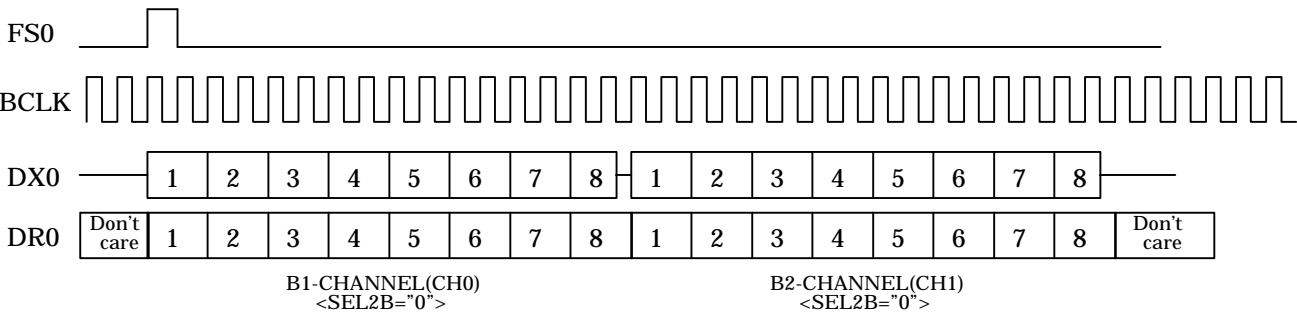 FS0
BCLK
DX0 1 2 3 4 5 6 7 8 1 2 3 4 5 6 7 8
DR0 Don't care 1 2 3 4 5 6 7 8 1 2 3 4 5 6 7 8 Don't care
B1-CHANNEL(CH0) B2-CHANNEL(CH1)
<SEL2B=”0”> <SEL2B=”0”>